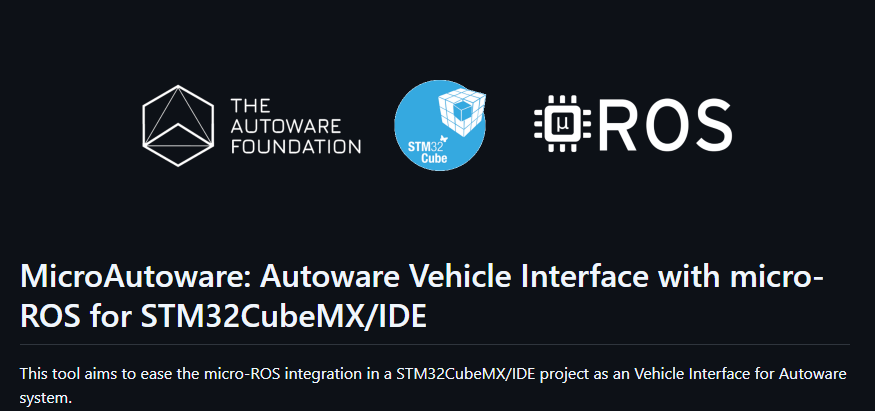 THE
AUTOWARE
FOUNDATION
STM32
Cube
µROS
MicroAutoware: Autoware Vehicle Interface with micro-
ROS for STM32CubeMX/IDE
This tool aims to ease the micro-ROS integration in a STM32CubeMX/IDE project as an Vehicle Interface for Autoware
system.